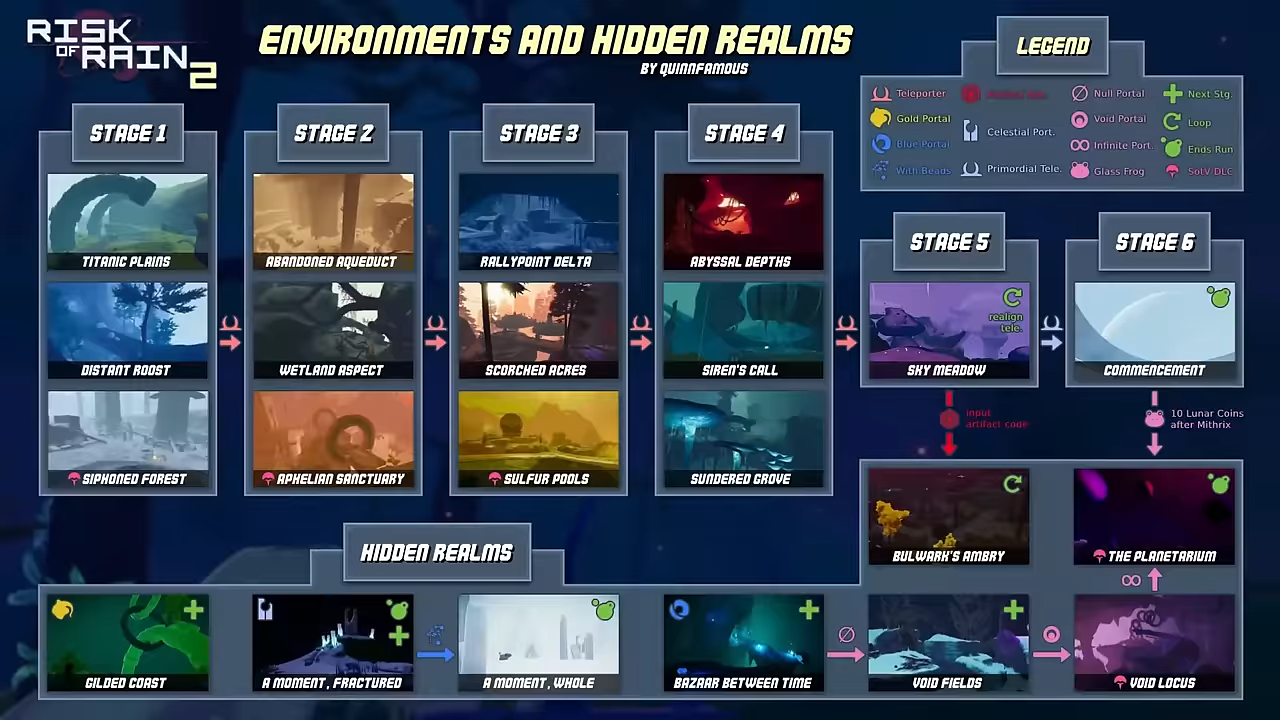 RISK
OF RAIN 2
ENVIRONMENTS AND HIDDEN REALMS
BY QUINNFAMOUS
LEGEND
Teleporter
Gold Portal
Blue Portal
With Beads
Celestial Port.
Primordial Tele.
Null Portal
Void Portal
Infinite Port.
Glass Frog
Next Stg.
Loop
Ends Run
SotV DLC
STAGE 1
TITANIC PLAINS
DISTANT ROOST
SIPHONED FOREST
STAGE 2
ABANDONED AQUEDUCT
WETLAND ASPECT
APHELIAN SANCTUARY
STAGE 3
RALLYPOINT DELTA
SCORCHED ACRES
SULFUR POOLS
STAGE 4
ABYSSAL DEPTHS
SIREN'S CALL
SUNDERED GROVE
STAGE 5
realign
tele.
SKY MEADOW
input
artifact code
STAGE 6
COMMENCEMENT
10 Lunar Coins
after Mithrix
HIDDEN REALMS
BULWARK'S AMBRY
THE PLANETARIUM
GILDED COAST
A MOMENT, FRACTURED
A MOMENT, WHOLE
BAZAAR BETWEEN TIME
VOID FIELDS
VOID LOCUS